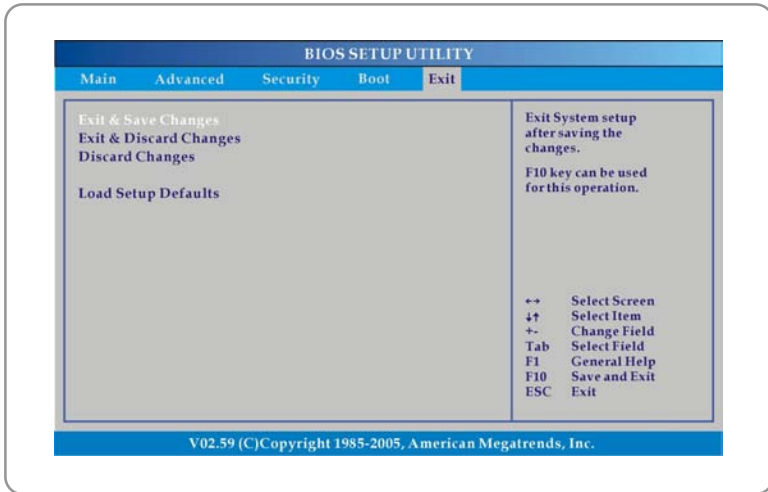 BIOS SETUP UTILITY
Main Advanced Security Boot Exit
Exit & Save Changes
Exit & Discard Changes
Discard Changes
Load Setup Defaults
Exit System setup
after saving the
changes.
F10 key can be used
for this operation.
↔ Select Screen
↓↑ Select Item
+- Change Field
Tab Select Field
F1 General Help
F10 Save and Exit
ESC Exit
V02.59 (C)Copyright 1985-2005, American Megatrends, Inc.